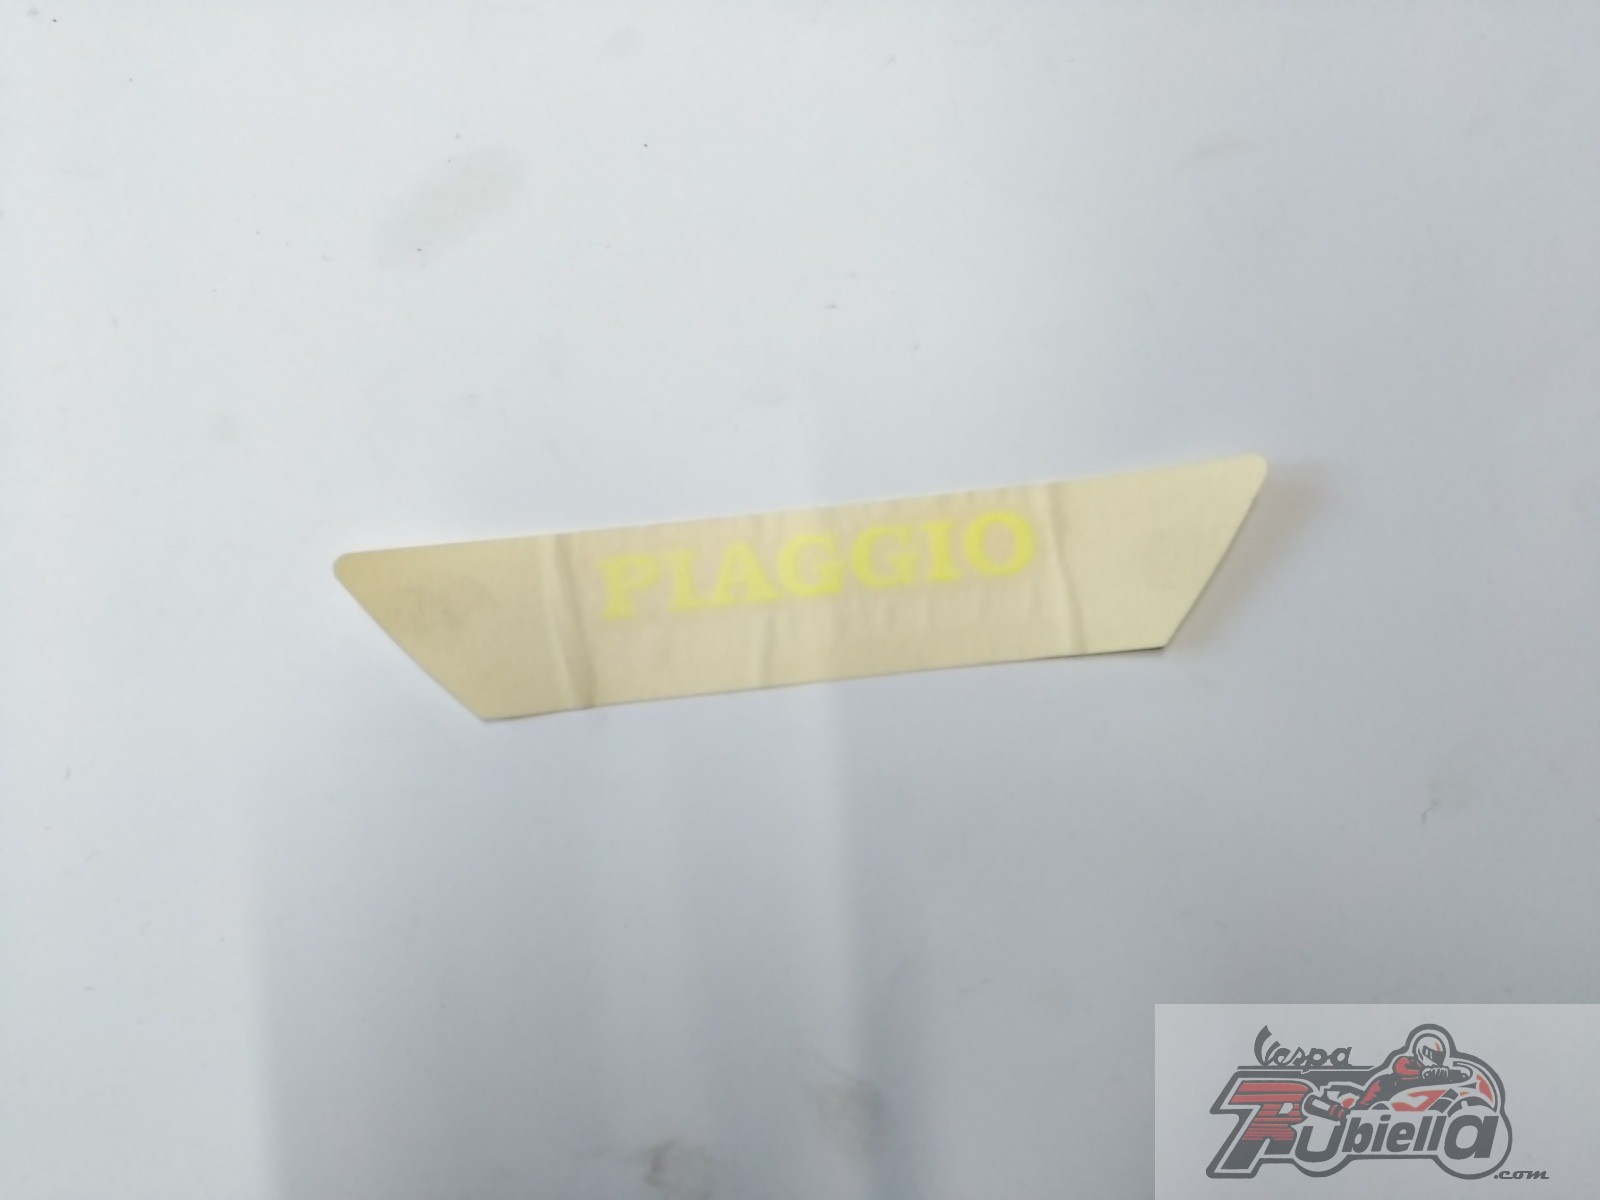 PIAGGIO
Vespa
Rubiella
.com